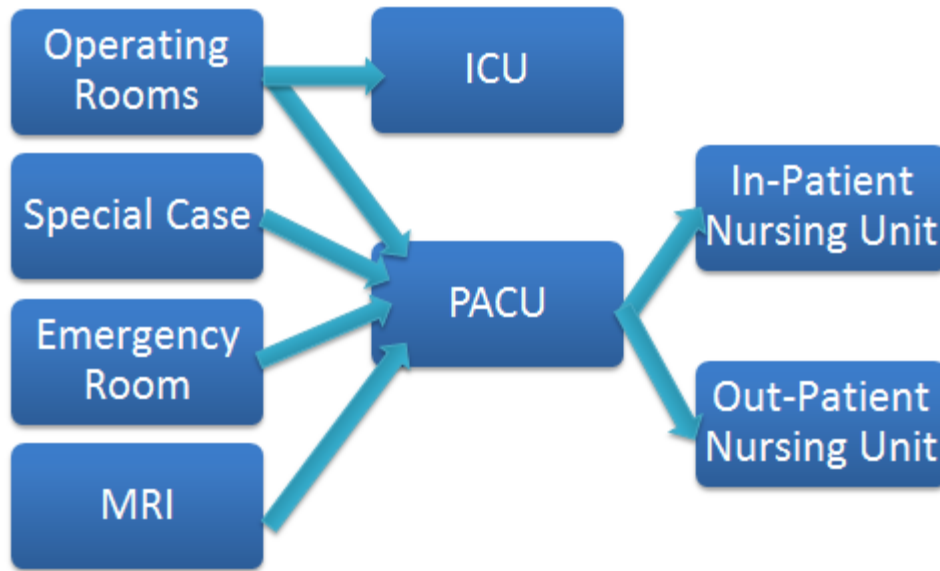 Operating
Rooms
ICU
Special Case
In-Patient
Nursing Unit
PACU
Emergency
Room
Out-Patient
Nursing Unit
MRI